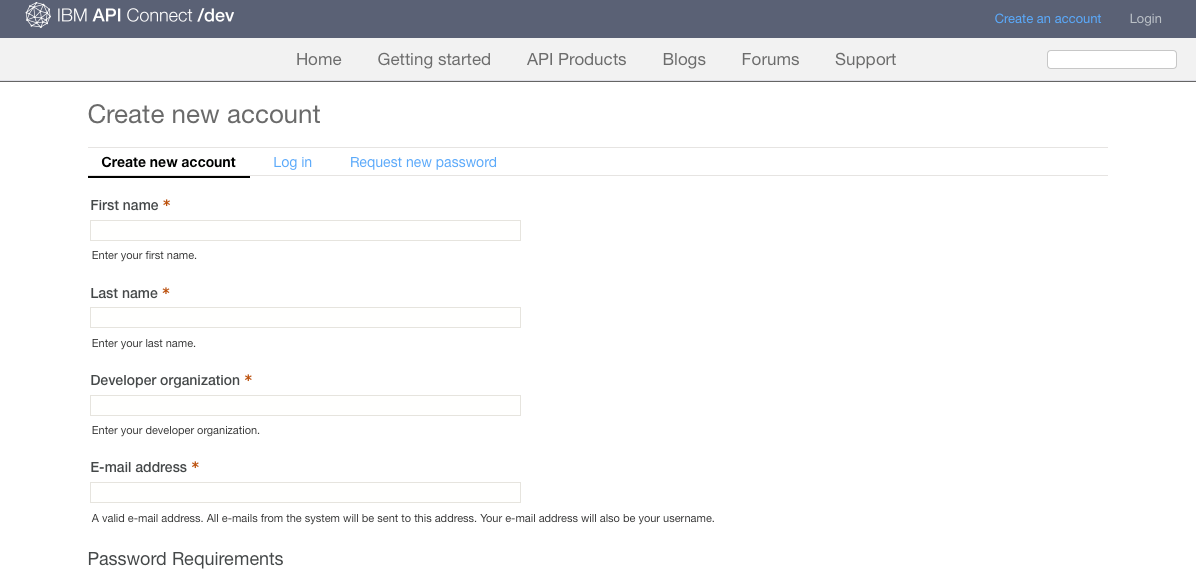 IBM API Connect /dev
Create an account Login
Home Getting started API Products Blogs Forums Support
Create new account
Create new account Log in Request new password
First name *
Enter your first name.
Last name *
Enter your last name.
Developer organization *
Enter your developer organization.
E-mail address *
A valid e-mail address. All e-mails from the system will be sent to this address. Your e-mail address will also be your username.
Password Requirements